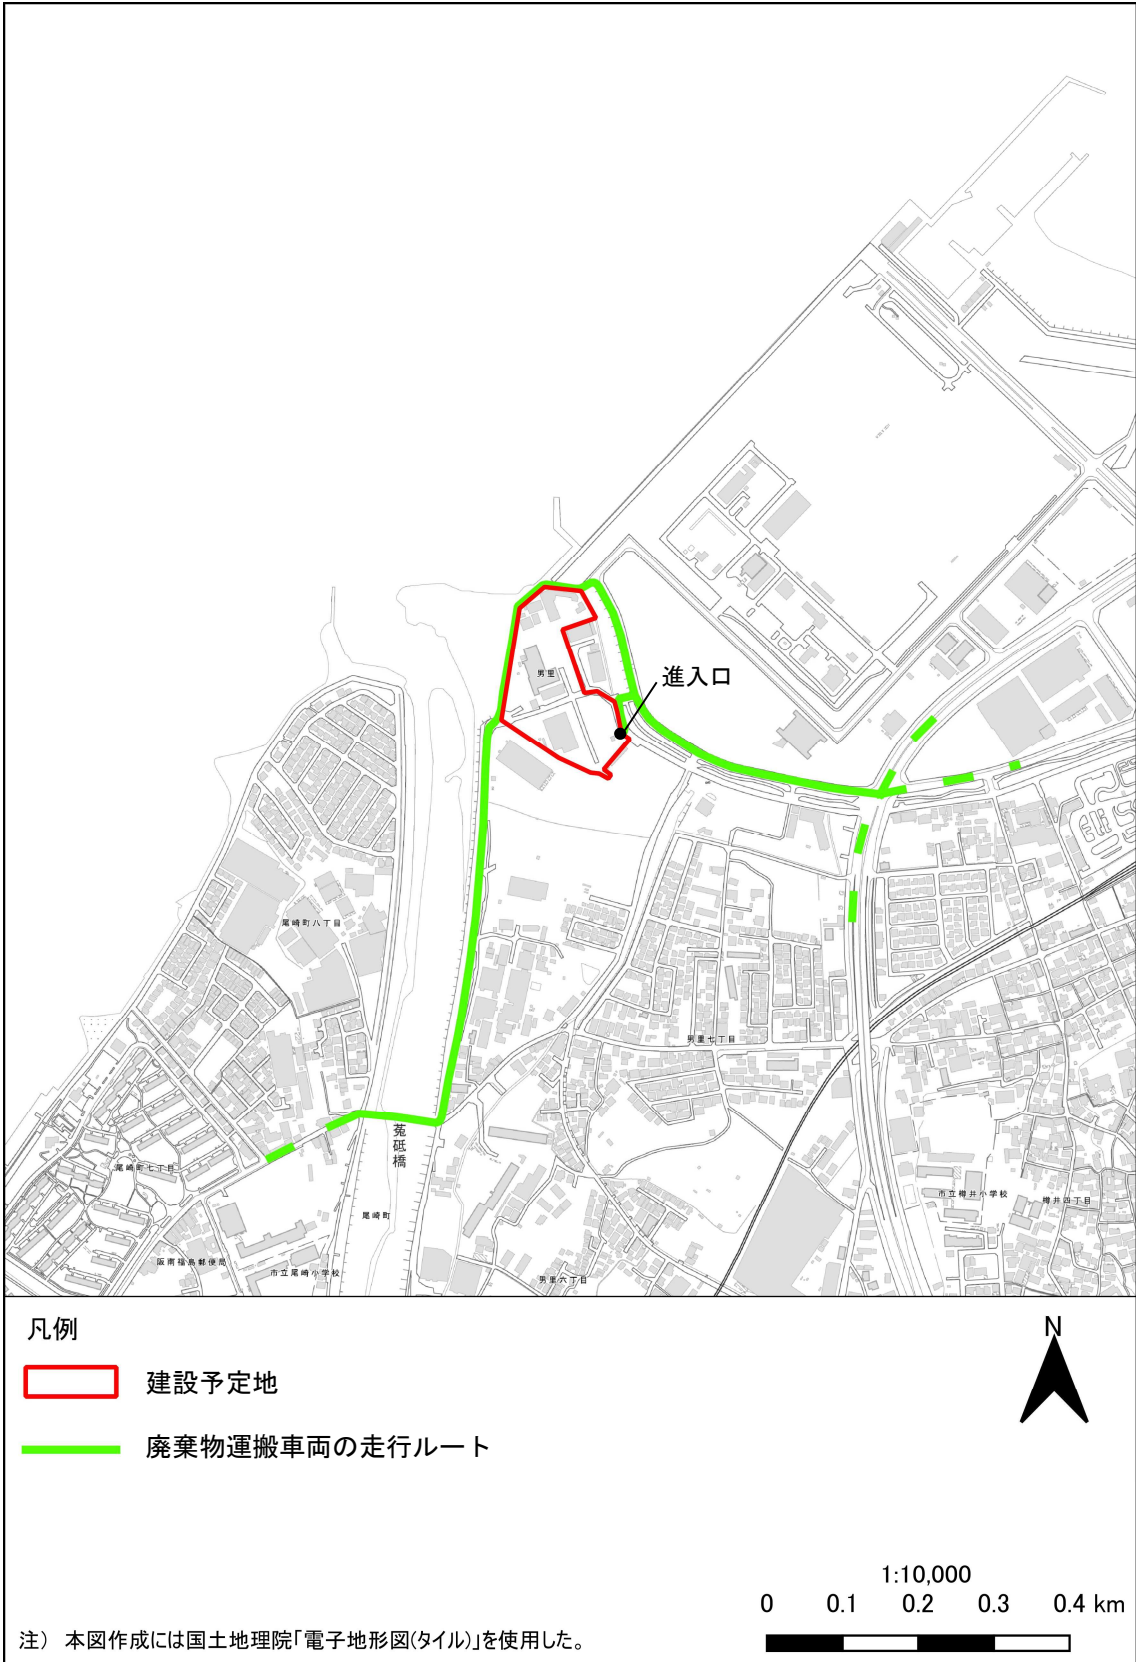 進入口
男里
尾崎町八丁目
男里七丁目
菟砥橋
尾崎町七丁目
尾崎町
市立樽井小学校
樽井四丁目
阪南福島郵便局
市立尾崎小学校
男里六丁目
凡例
建設予定地
廃棄物運搬車両の走行ルート
N
1:10,000
0 0.1 0.2 0.3 0.4 km
注) 本図作成には国土地理院「電子地形図(タイル)」を使用した。